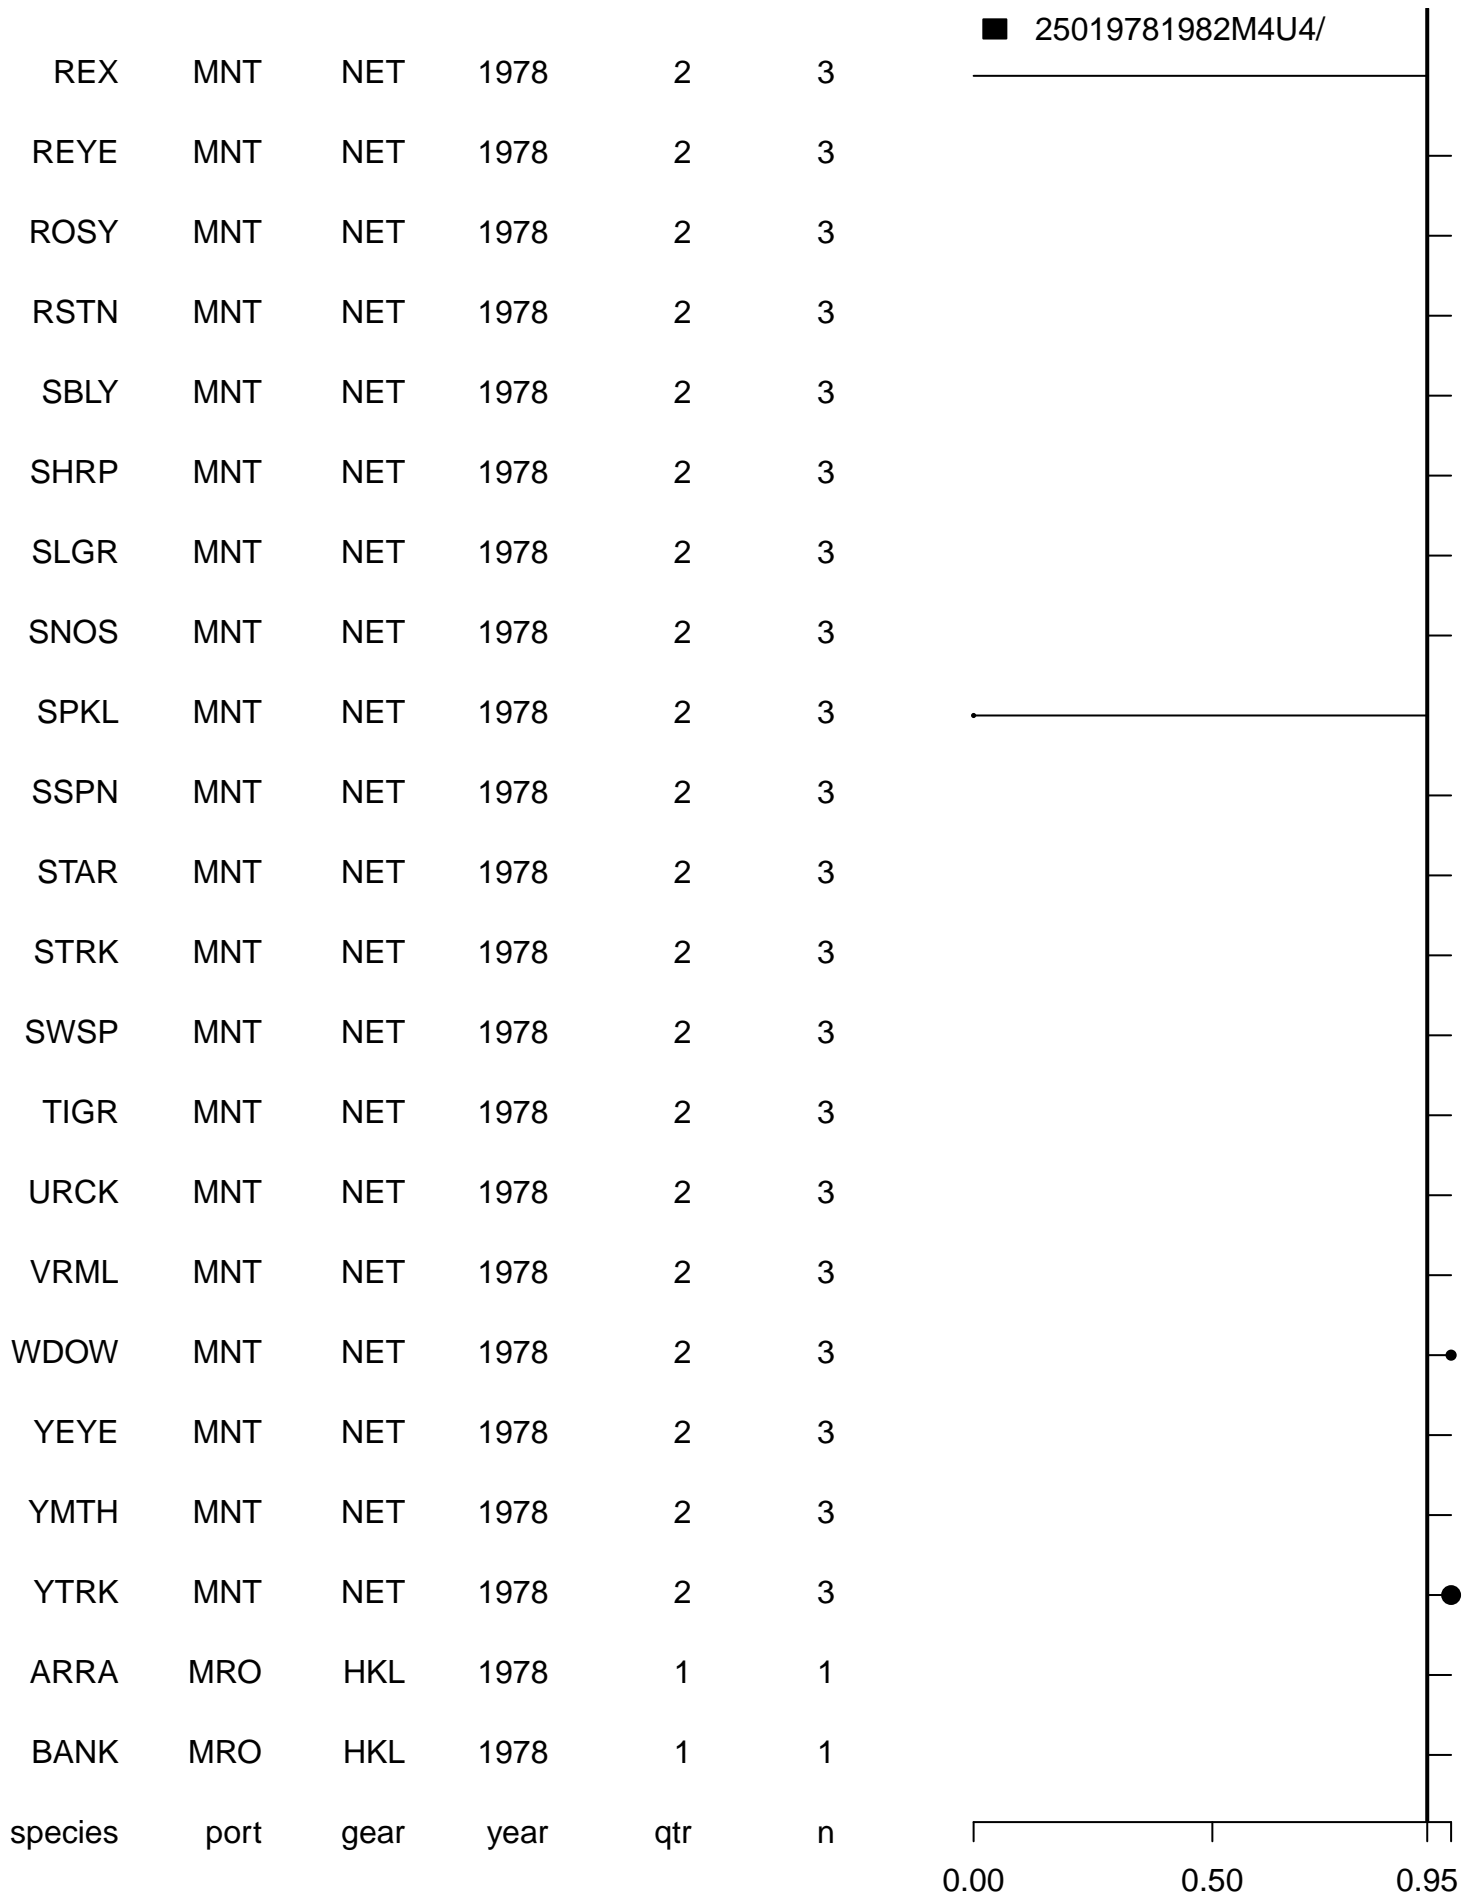 25019781982M4U4/
REX MNT NET 1978 2 3
REYE MNT NET 1978 2 3
ROSY MNT NET 1978 2 3
RSTN MNT NET 1978 2 3
SBLY MNT NET 1978 2 3
SHRP MNT NET 1978 2 3
SLGR MNT NET 1978 2 3
SNOS MNT NET 1978 2 3
SPKL MNT NET 1978 2 3
SSPN MNT NET 1978 2 3
STAR MNT NET 1978 2 3
STRK MNT NET 1978 2 3
SWSP MNT NET 1978 2 3
TIGR MNT NET 1978 2 3
URCK MNT NET 1978 2 3
VRML MNT NET 1978 2 3
WDOW MNT NET 1978 2 3
YEYE MNT NET 1978 2 3
YMTH MNT NET 1978 2 3
YTRK MNT NET 1978 2 3
ARRA MRO HKL 1978 1 1
BANK MRO HKL 1978 1 1
species port gear year qtr n
0.00 0.50 0.95